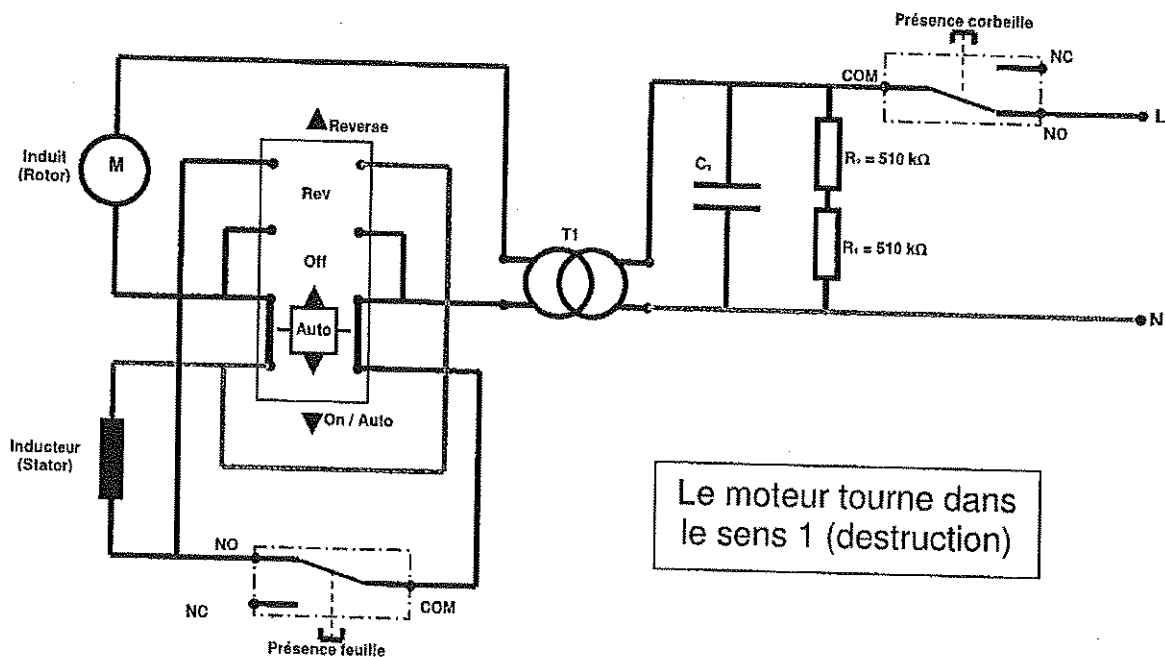 Présence corbeille
NC
COM
L
NO
Reverse
Induit
(Rotor)
M
Rev
C₁
R₁ = 510 kΩ
T1
Off
R₁ = 510 kΩ
Auto
N
On / Auto
Inducteur
(Stator)
Le moteur tourne dans
le sens 1 (destruction)
NO
NC
COM
Présence feuille